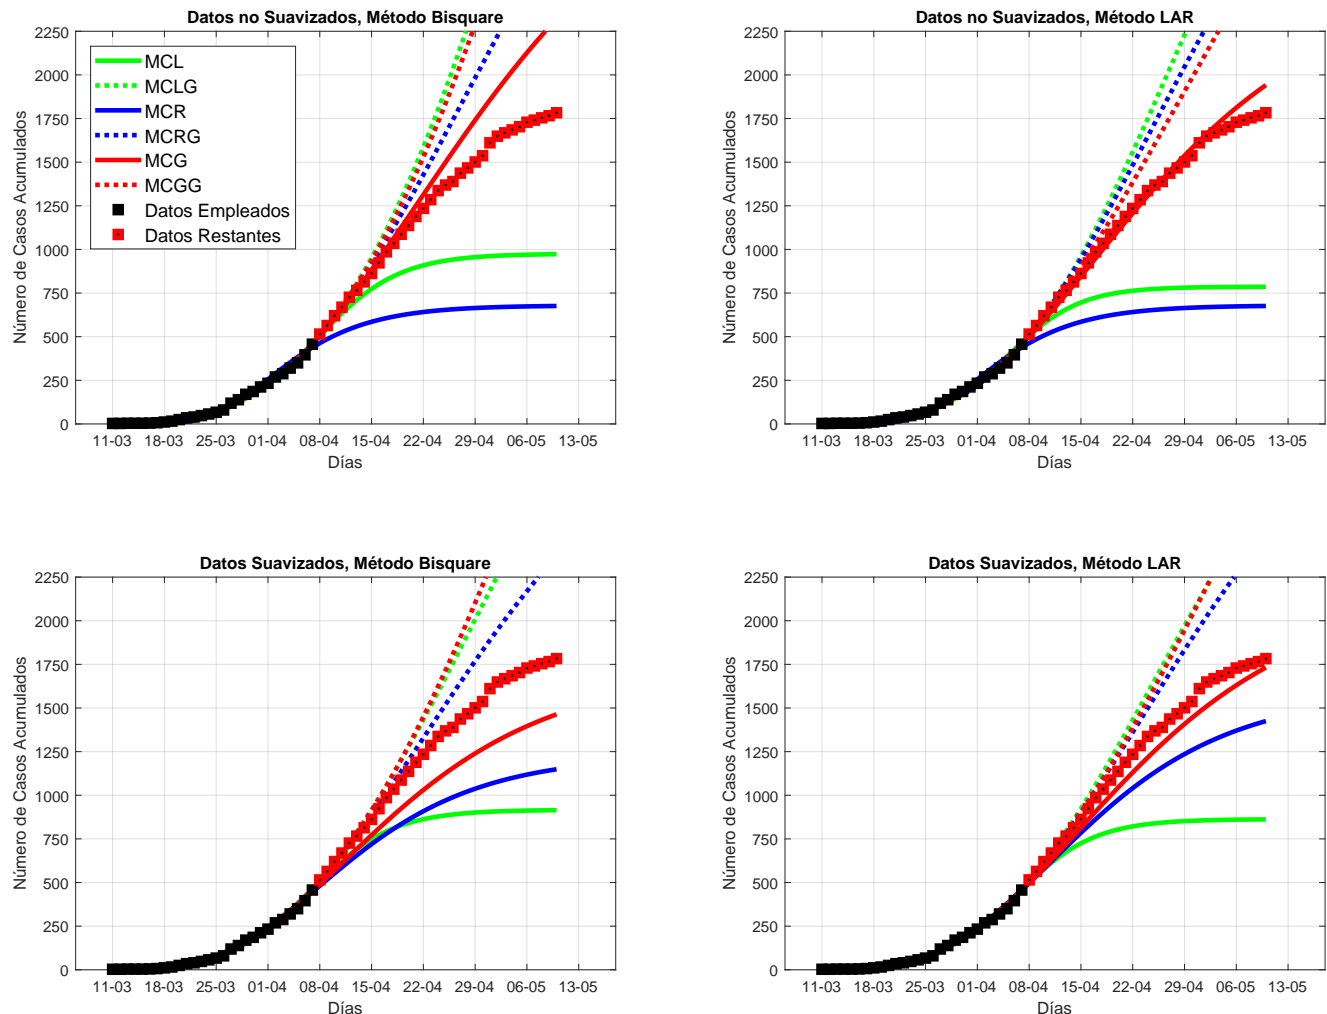 Datos no Suavizados, Método Bisquare
Número de Casos Acumulados
2250
2000
1750
1500
1250
1000
750
500
250
0
MCL
MCLG
MCR
MCRG
MCG
MCGG
Datos Empleados
Datos Restantes
11-03 18-03 25-03 01-04 08-04 15-04 22-04 29-04 06-05 13-05
Días
Datos no Suavizados, Método LAR
Número de Casos Acumulados
2250
2000
1750
1500
1250
1000
750
500
250
0
11-03 18-03 25-03 01-04 08-04 15-04 22-04 29-04 06-05 13-05
Días
Datos Suavizados, Método Bisquare
Número de Casos Acumulados
2250
2000
1750
1500
1250
1000
750
500
250
0
11-03 18-03 25-03 01-04 08-04 15-04 22-04 29-04 06-05 13-05
Días
Datos Suavizados, Método LAR
Número de Casos Acumulados
2250
2000
1750
1500
1250
1000
750
500
250
0
11-03 18-03 25-03 01-04 08-04 15-04 22-04 29-04 06-05 13-05
Días